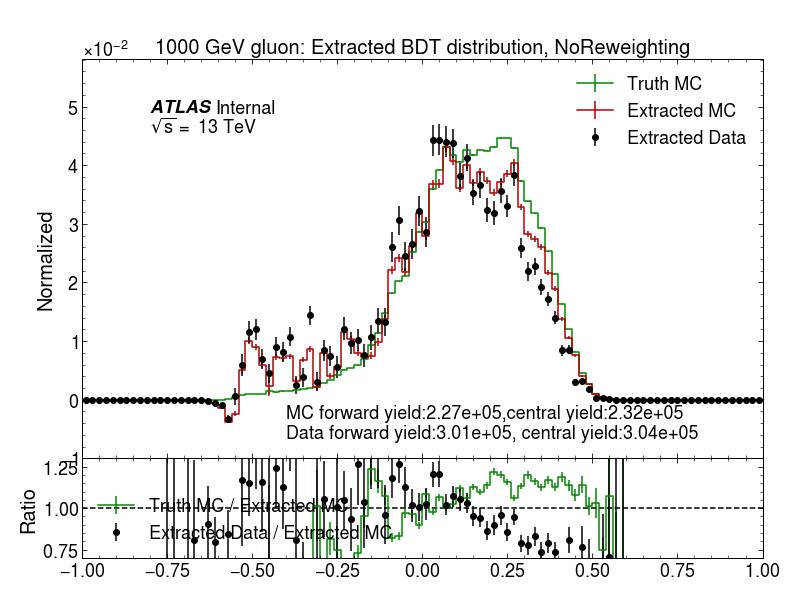 ×10⁻²
1000 GeV gluon: Extracted BDT distribution, NoReweighting
ATLAS Internal
√s = 13 TeV
Truth MC
Extracted MC
Extracted Data
Normalized
5
4
3
2
1
0
MC forward yield:2.27e+05,central yield:2.32e+05
Data forward yield:3.01e+05, central yield:3.04e+05
1
Ratio
1.25
1.00
0.75
Truth MC / Extracted MC
Extracted Data / Extracted MC
−1.00 −0.75 −0.50 −0.25 0.00 0.25 0.50 0.75 1.00